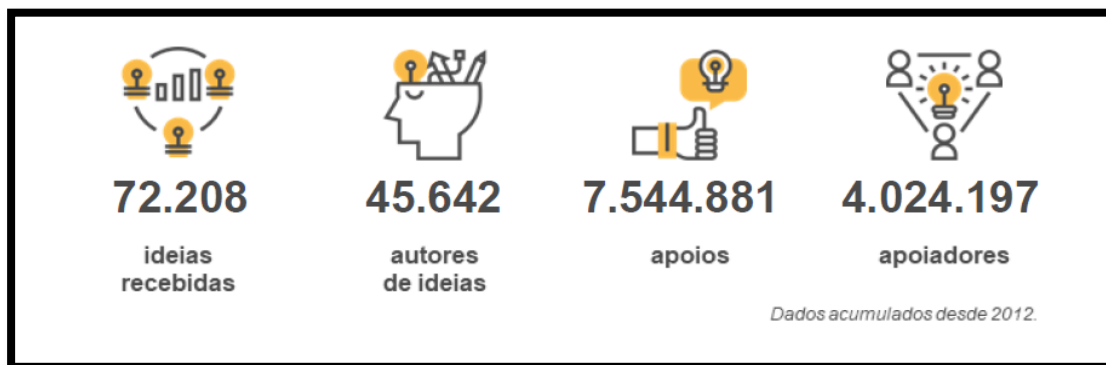 72.208
ideias
recebidas
45.642
autores
de ideias
7.544.881
apoios
4.024.197
apoiadores
Dados acumulados desde 2012.